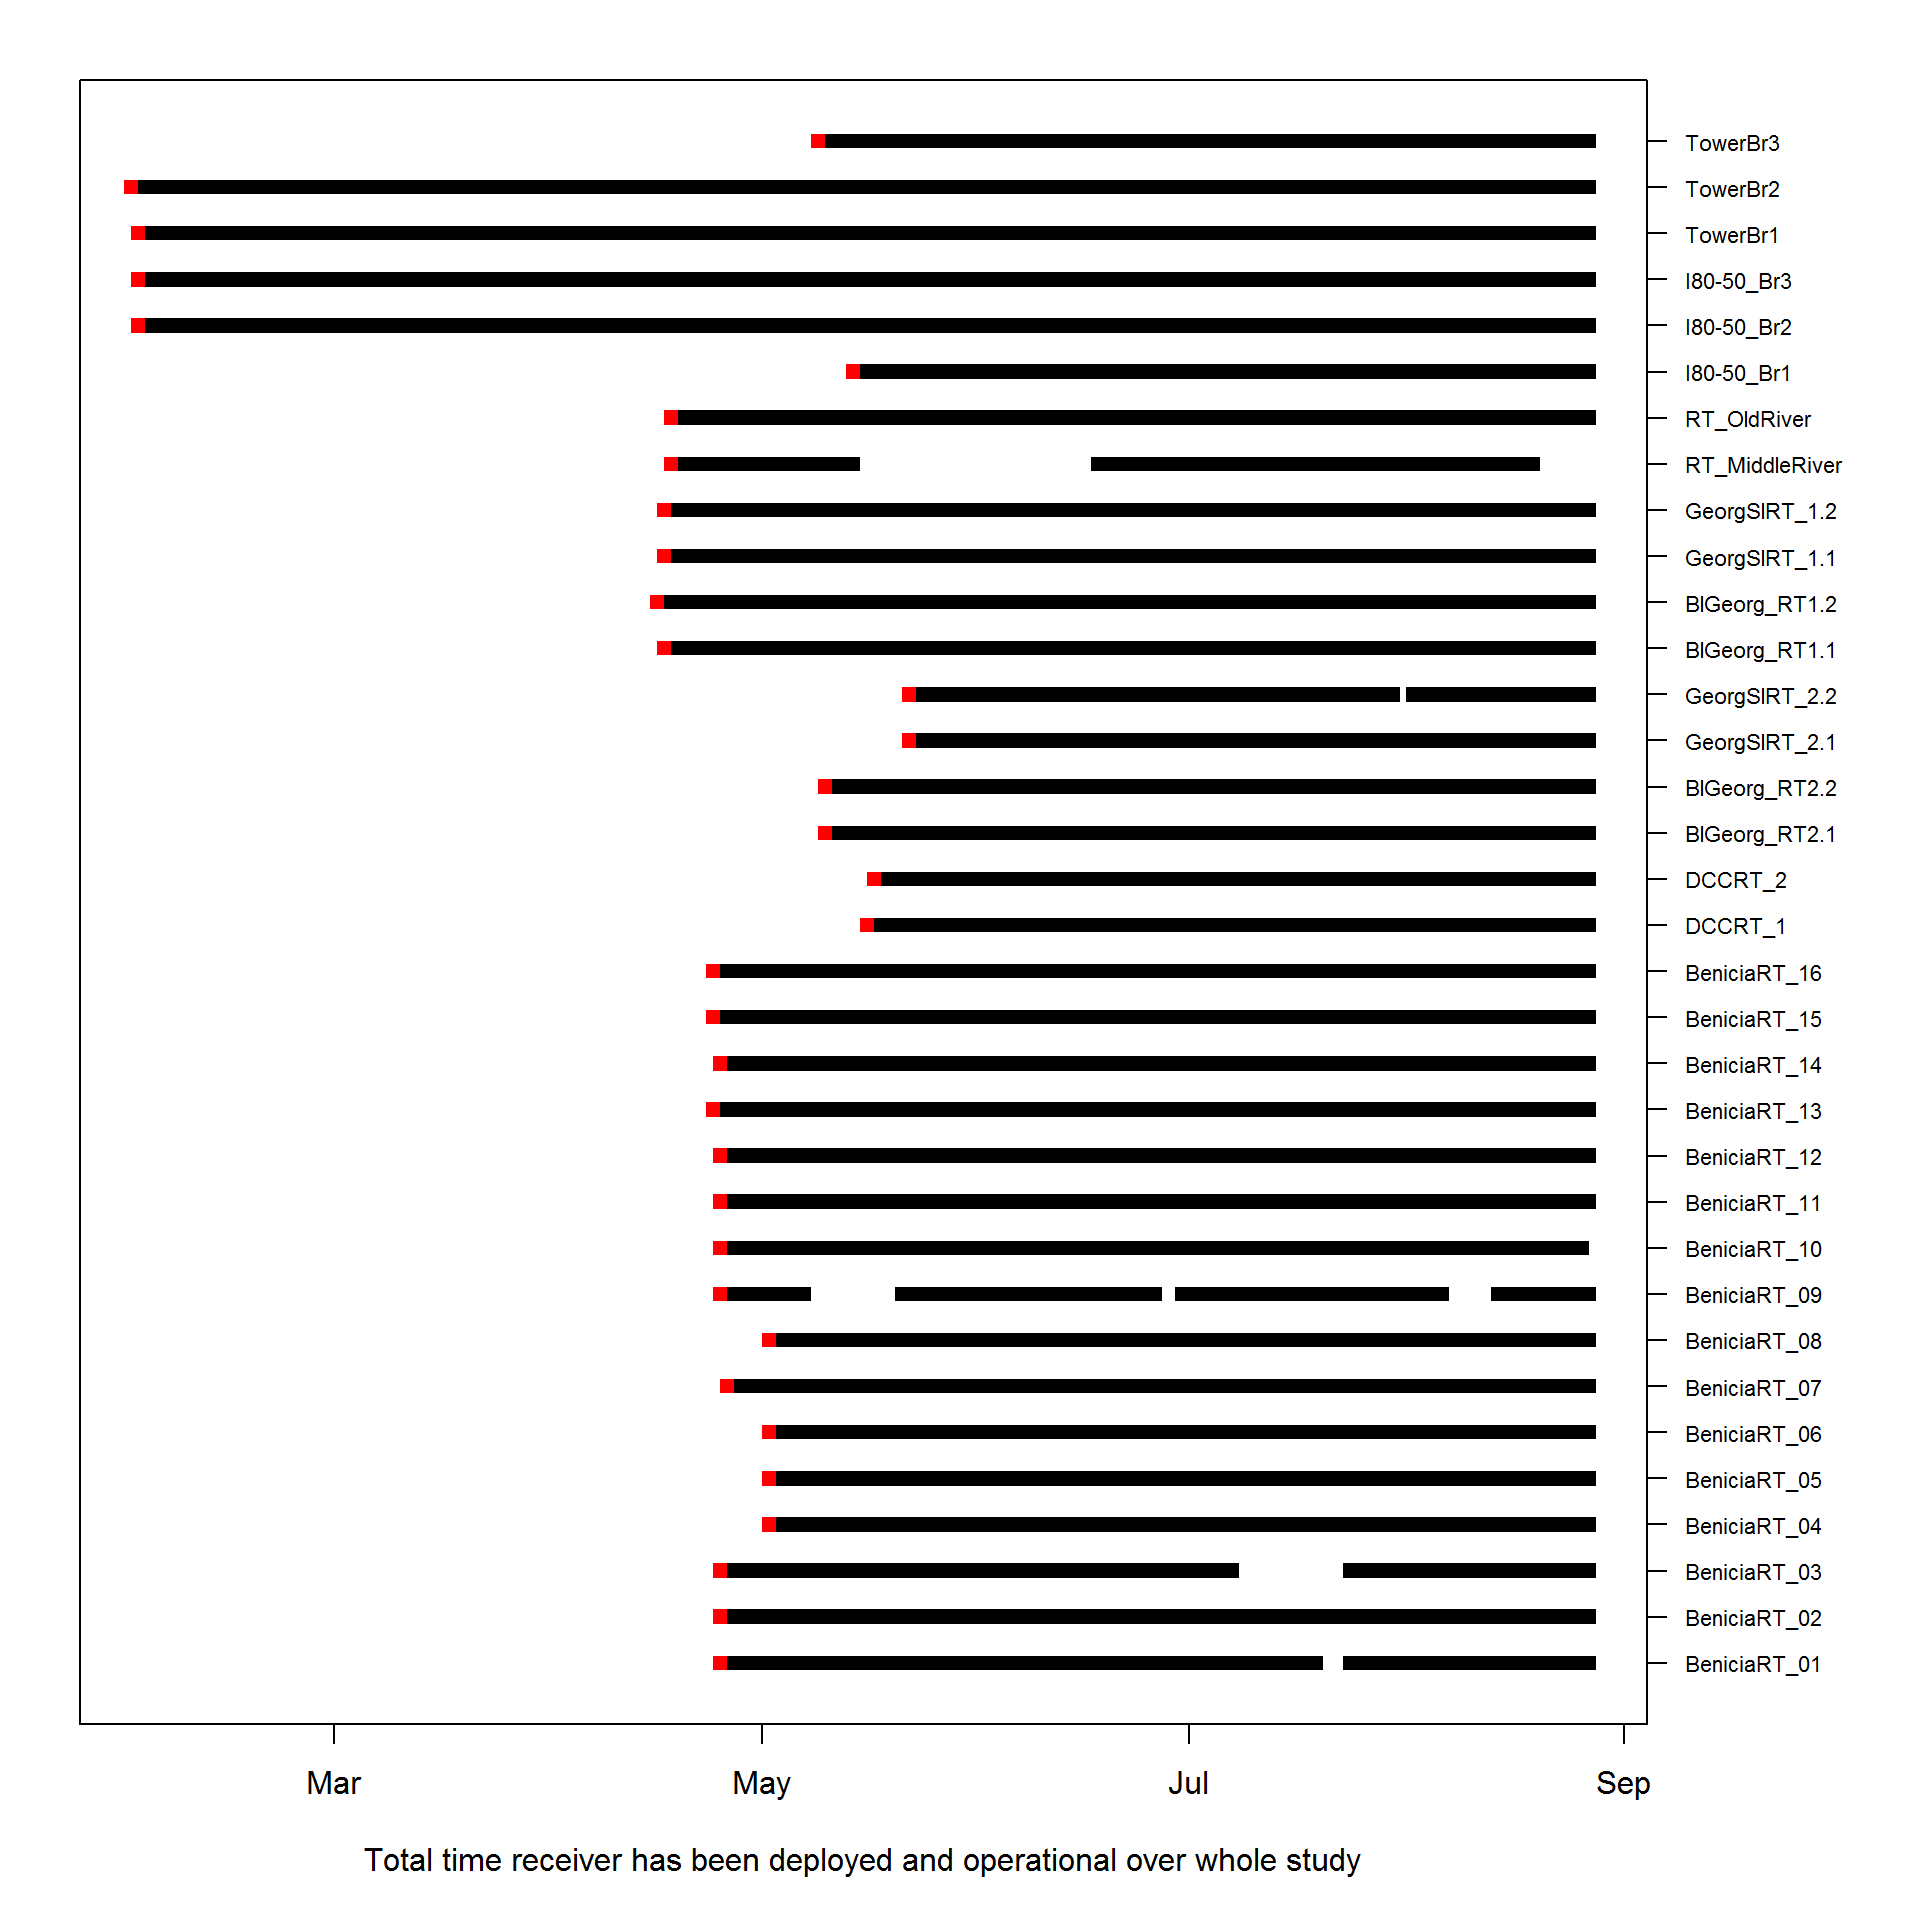 TowerBr3
TowerBr2
TowerBr1
I80-50_Br3
I80-50_Br2
I80-50_Br1
RT_OldRiver
RT_MiddleRiver
GeorgSlRT_1.2
GeorgSlRT_1.1
BlGeorg_RT1.2
BlGeorg_RT1.1
GeorgSlRT_2.2
GeorgSlRT_2.1
BlGeorg_RT2.2
BlGeorg_RT2.1
DCCRT_2
DCCRT_1
BeniciaRT_16
BeniciaRT_15
BeniciaRT_14
BeniciaRT_13
BeniciaRT_12
BeniciaRT_11
BeniciaRT_10
BeniciaRT_09
BeniciaRT_08
BeniciaRT_07
BeniciaRT_06
BeniciaRT_05
BeniciaRT_04
BeniciaRT_03
BeniciaRT_02
BeniciaRT_01
Mar May Jul Sep
Total time receiver has been deployed and operational over whole study